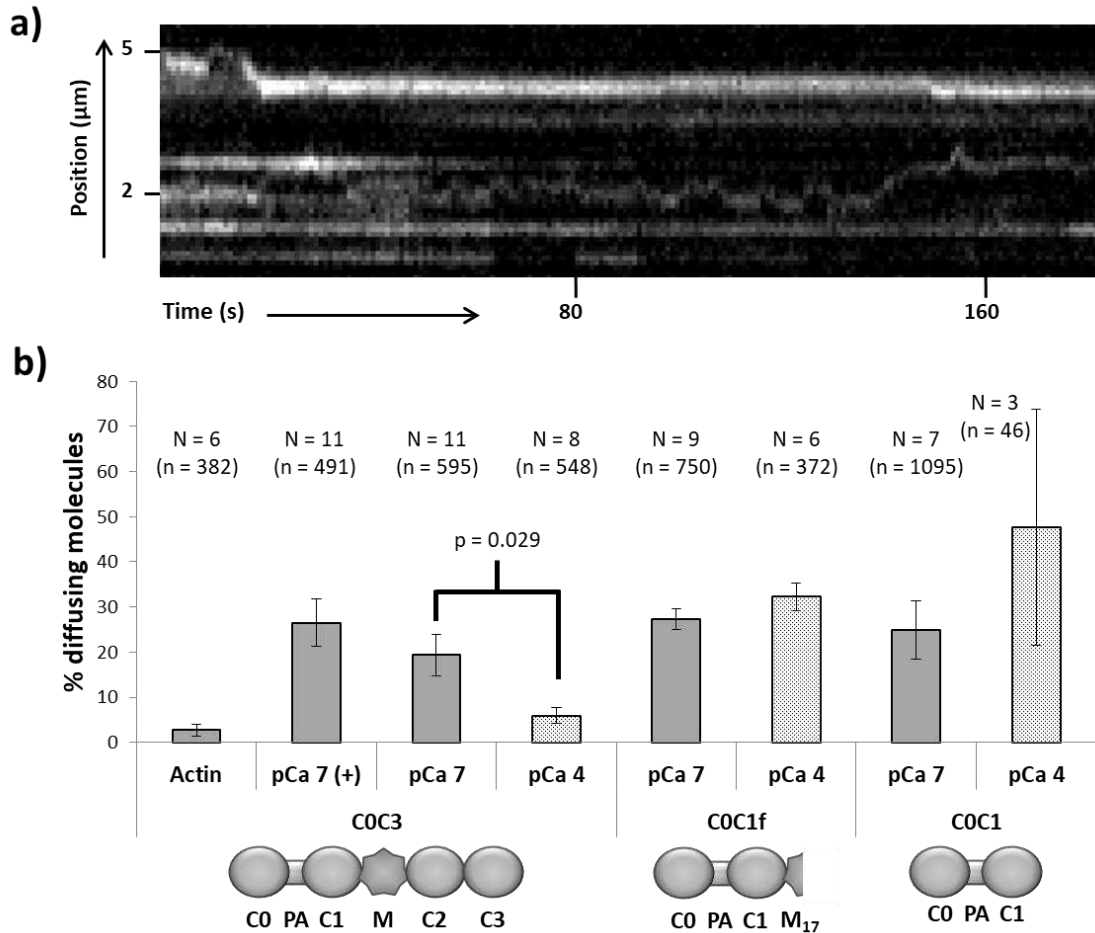 a)
Position (μm)
5
2
Time (s)
80
160
b)
% diffusing molecules
80
70
60
50
40
30
20
10
0
N = 6
(n = 382)
N = 11
(n = 491)
N = 11
(n = 595)
N = 8
(n = 548)
N = 9
(n = 750)
N = 6
(n = 372)
N = 7
(n = 1095)
N = 3
(n = 46)
p = 0.029
Actin
pCa 7 (+)
pCa 7
pCa 4
pCa 7
pCa 4
pCa 7
pCa 4
C0C3
C0C1f
C0C1
C0 PA C1 M C2 C3
C0 PA C1 M₁₇
C0 PA C1